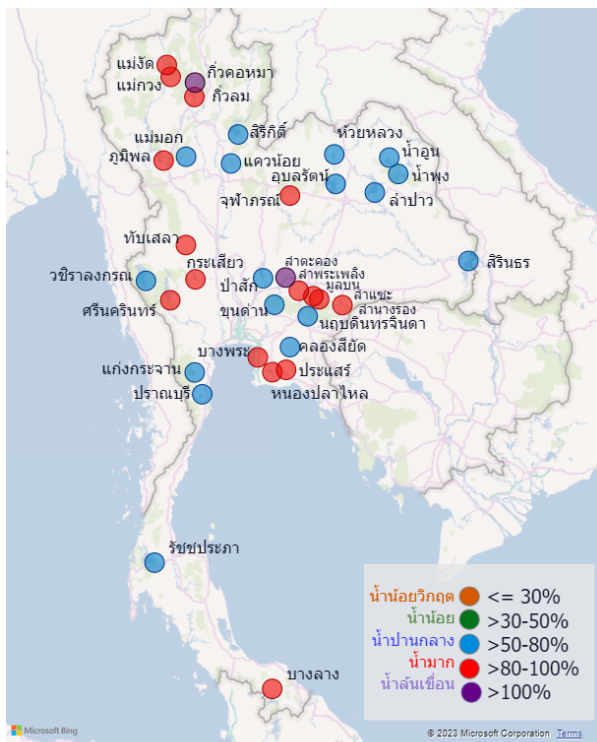 แม่งัด
กิ่วคอหมา
แม่กวง
กิ่วลม
สิริกิติ์
ห้วยหลวง
แม่มอก
น้ำอูน
ภูมิพล
แควน้อย
อุบลรัตน์
น้ำพุง
จุฬาภรณ์
ลำปาว
ทับเสลา
กระเสียว
ลำตะคอง
สิรินธร
วชิราลงกรณ
ป่าสัก
ลำพระเพลิง
มูลบน
ลำแชะ
ศรีนครินทร์
ขุนด่าน
ลำนางรอง
นฤบดินทรจินดา
บางพระ
คลองสียัด
แก่งกระจาน
ประแสร์
ปราณบุรี
หนองปลาไหล
รัชชประภา
น้ำน้อยวิกฤต <= 30%
น้ำน้อย >30-50%
น้ำปานกลาง >50-80%
น้ำมาก >80-100%
น้ำล้นเขื่อน >100%
บางลาง
Microsoft Bing
© 2023 Microsoft Corporation Terms